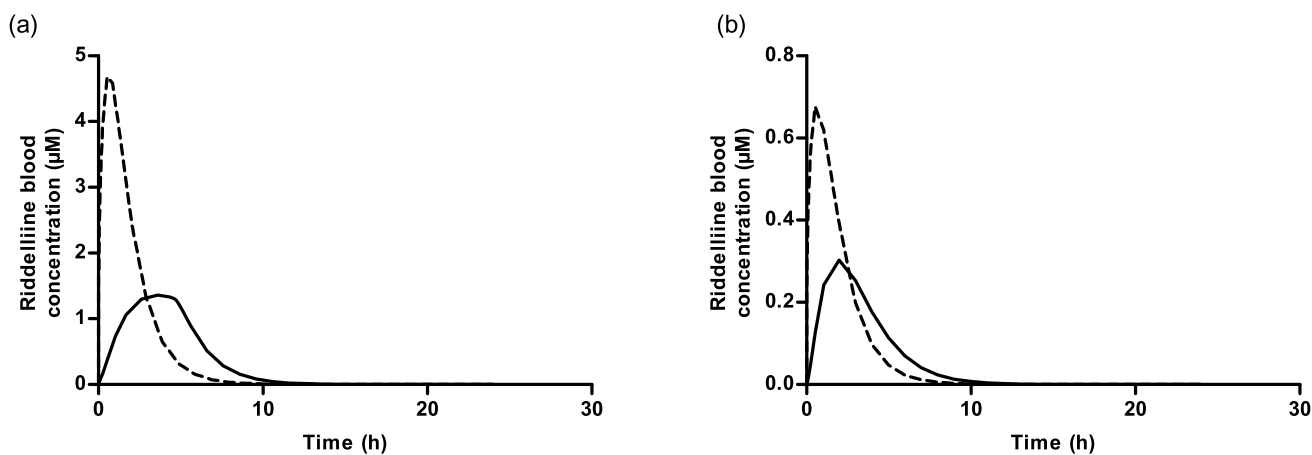 (a)
Riddelliine blood
concentration (µM)
5
4
3
2
1
0
0 10 20 30
Time (h)
(b)
Riddelliine blood
concentration (µM)
0.8
0.6
0.4
0.2
0.0
0 10 20 30
Time (h)